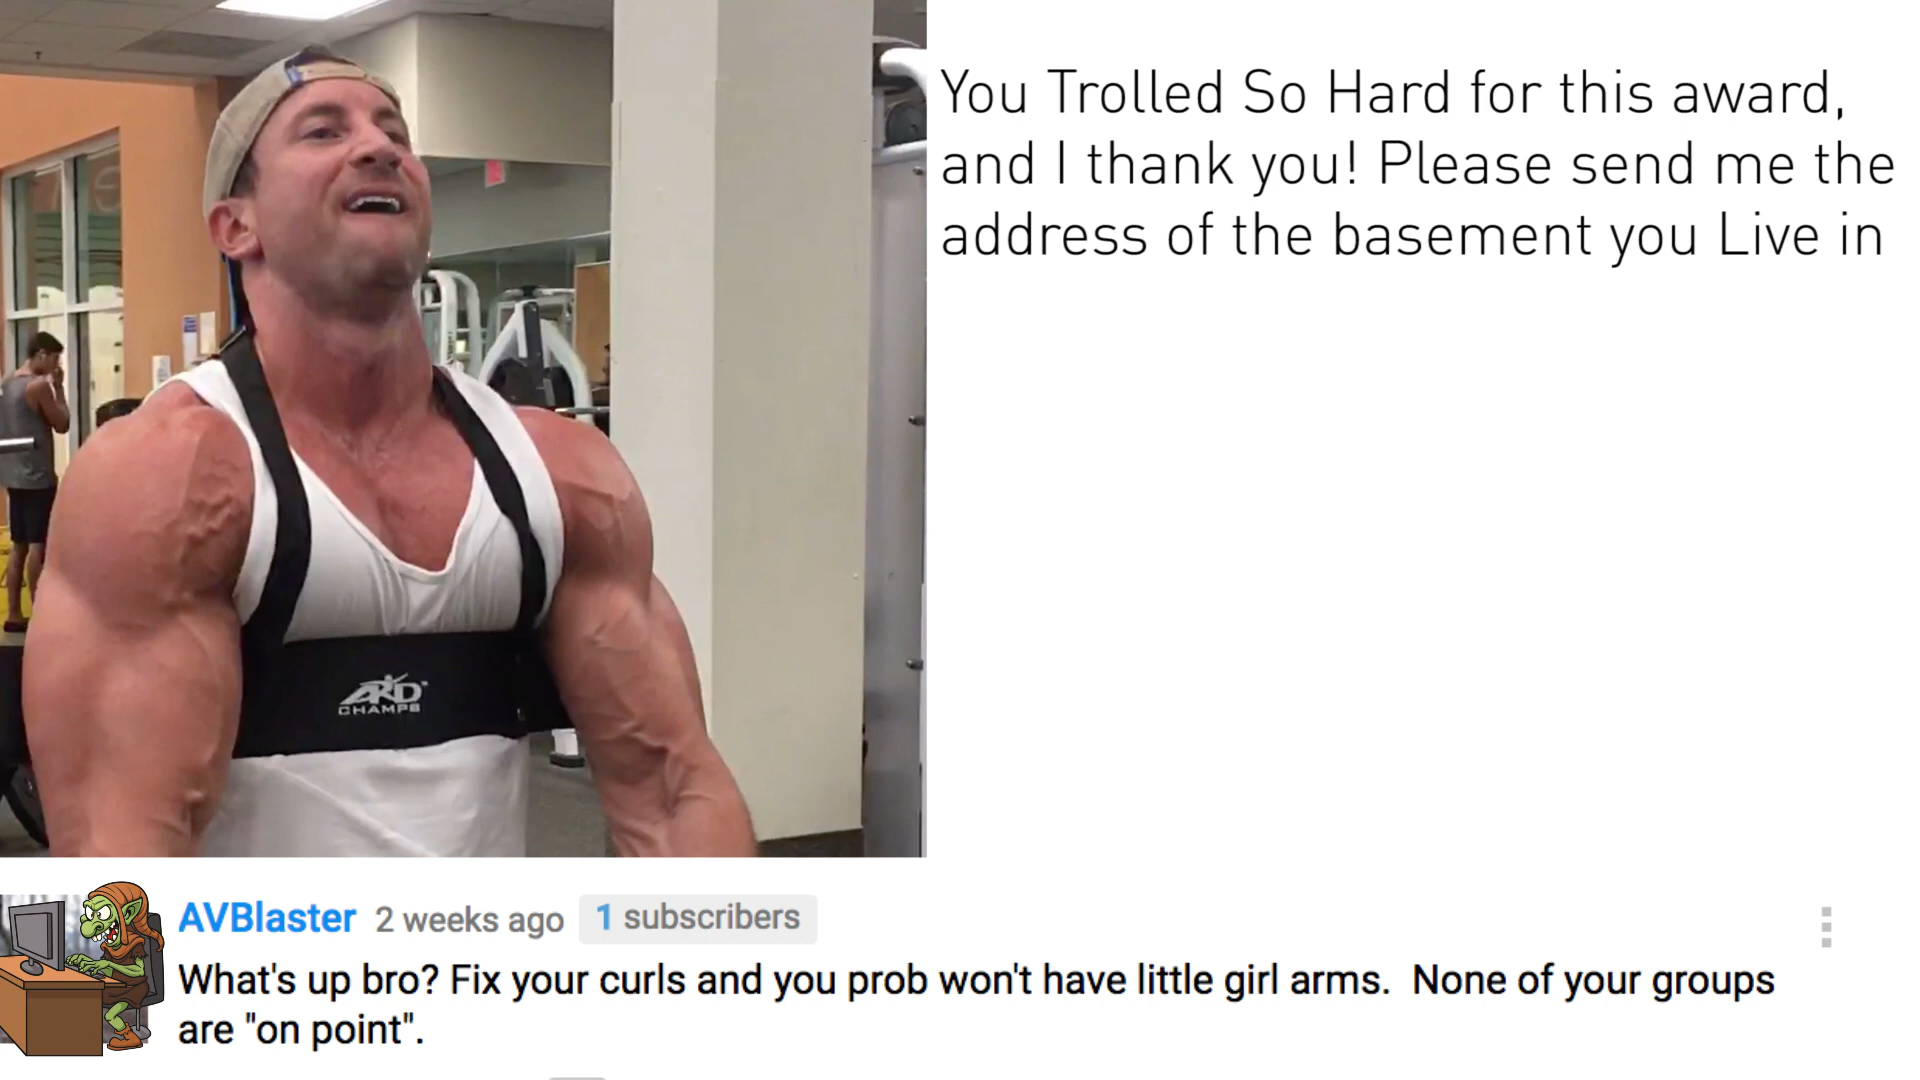 You Trolled So Hard for this award,
and I thank you! Please send me the
address of the basement you Live in
ARD
CHAMPS
AVBlaster 2 weeks ago 1 subscribers
What's up bro? Fix your curls and you prob won't have little girl arms. None of your groups
are "on point".